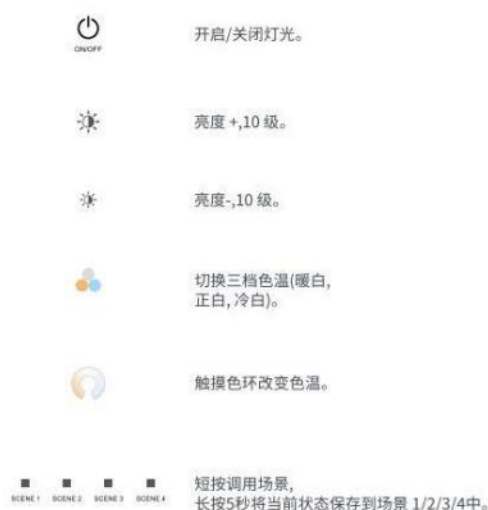 ON/OFF
开启/关闭灯光。
亮度 +,10 级。
亮度-,10 级。
切换三档色温(暖白,
正白, 冷白)。
触摸色环改变色温。
SCENE 1 SCENE 2 SCENE 3 SCENE 4
短按调用场景,
长按5秒将当前状态保存到场景 1/2/3/4中。